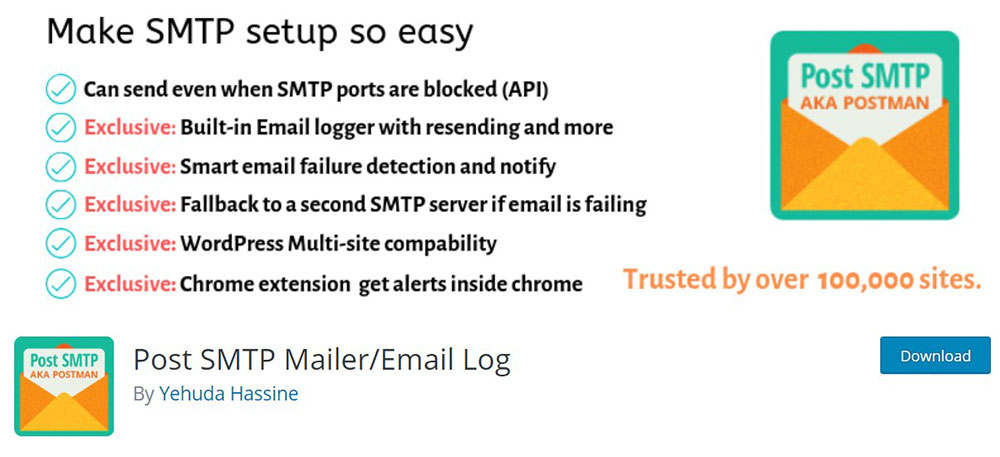 Make SMTP setup so easy
Can send even when SMTP ports are blocked (API)
Exclusive: Built-in Email logger with resending and more
Exclusive: Smart email failure detection and notify
Exclusive: Fallback to a second SMTP server if email is failing
Exclusive: WordPress Multi-site compability
Exclusive: Chrome extension get alerts inside chrome
Post SMTP
AKA POSTMAN
Trusted by over 100,000 sites.
Post SMTP
AKA POSTMAN
Post SMTP Mailer/Email Log
By Yehuda Hassine
Download